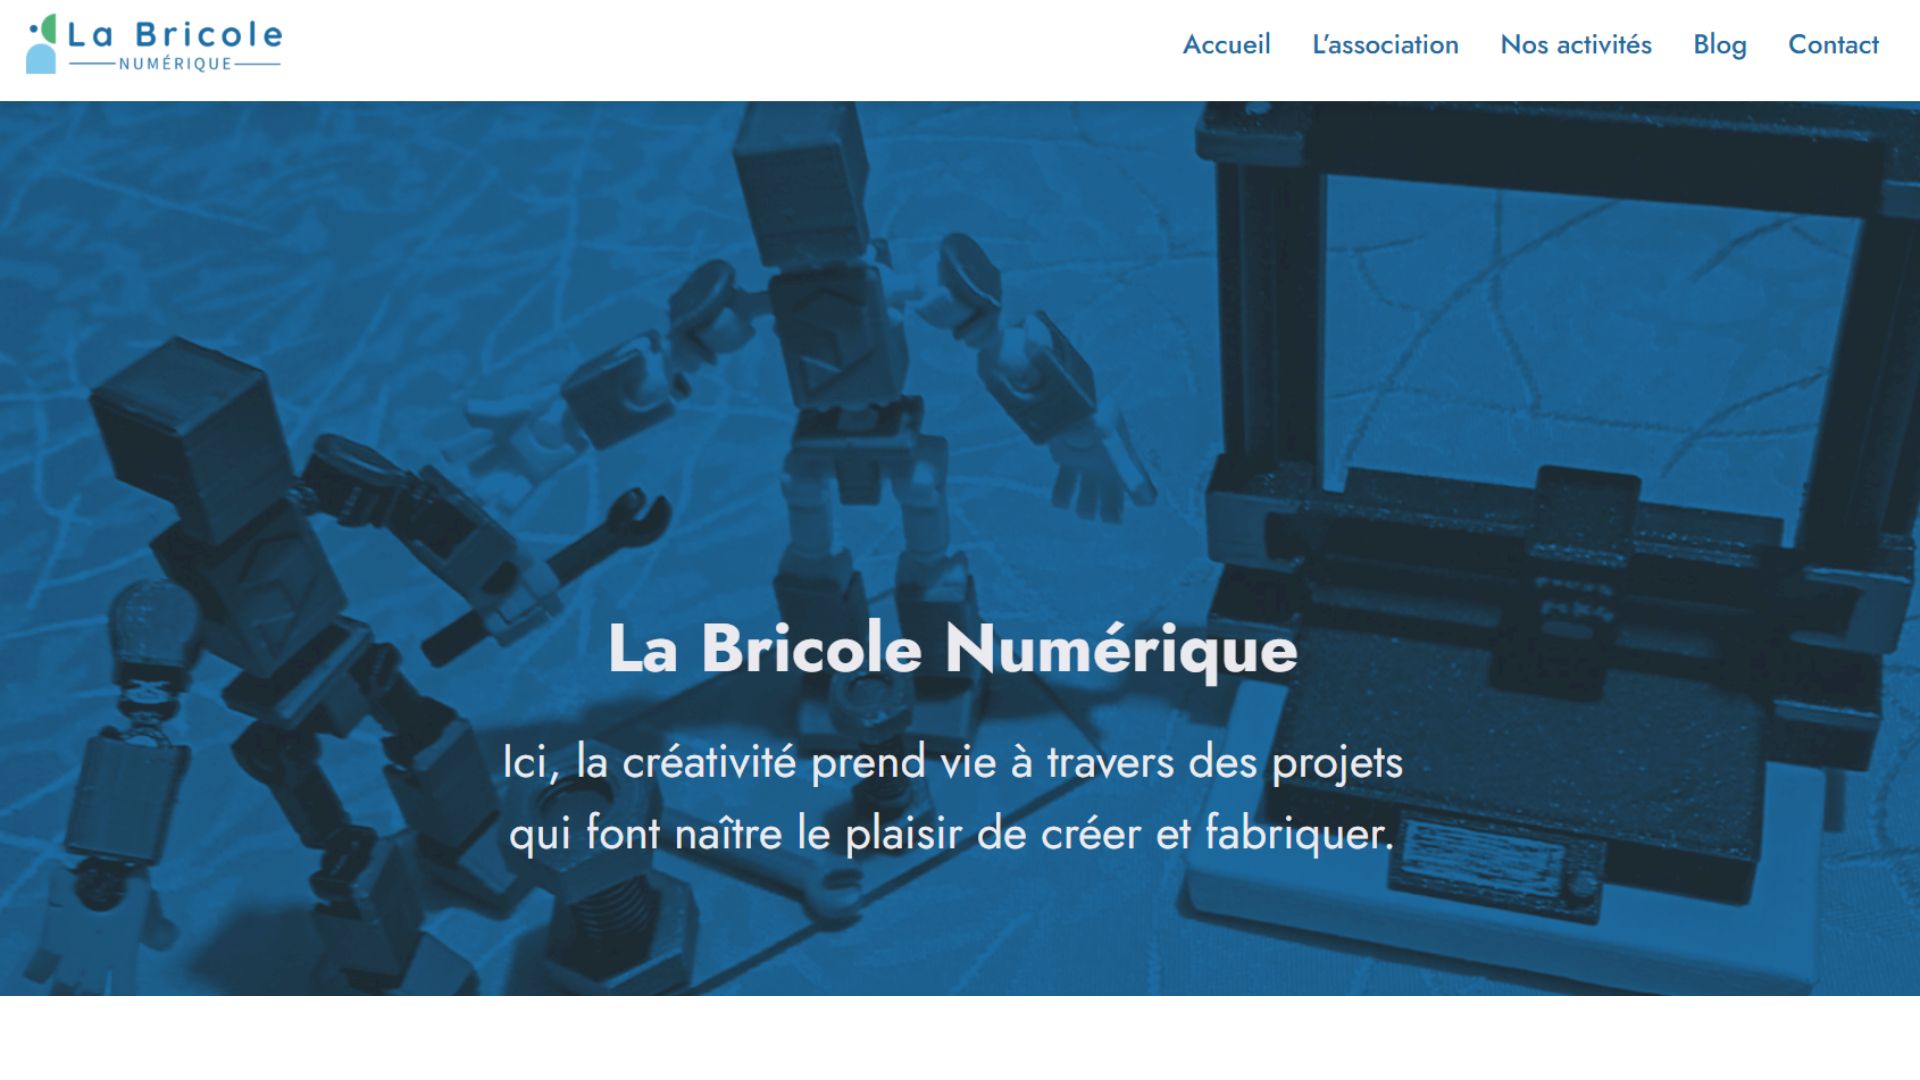 La Bricole
NUMÉRIQUE
Accueil L'association Nos activités Blog Contact
La Bricole Numérique
Ici, la créativité prend vie à travers des projets
qui font naître le plaisir de créer et fabriquer.